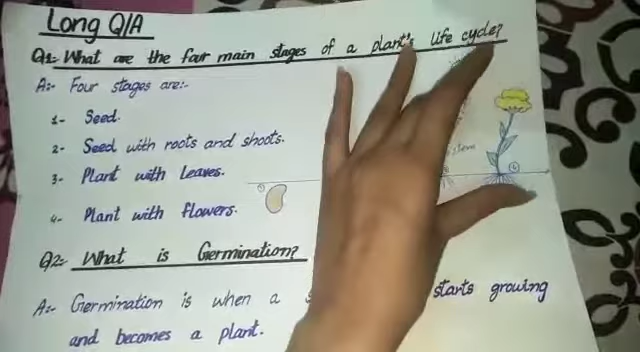 Long Q/A
Q1:- What are the four main stages of a plant's life cycle?
A:- Four stages are:-
1- Seed.
2- Seed with roots and shoots.
3- Plant with Leaves.
4- Plant with flowers.
Q2:- What is Germination?
A:- Germination is when a starts growing
and becomes a plant.